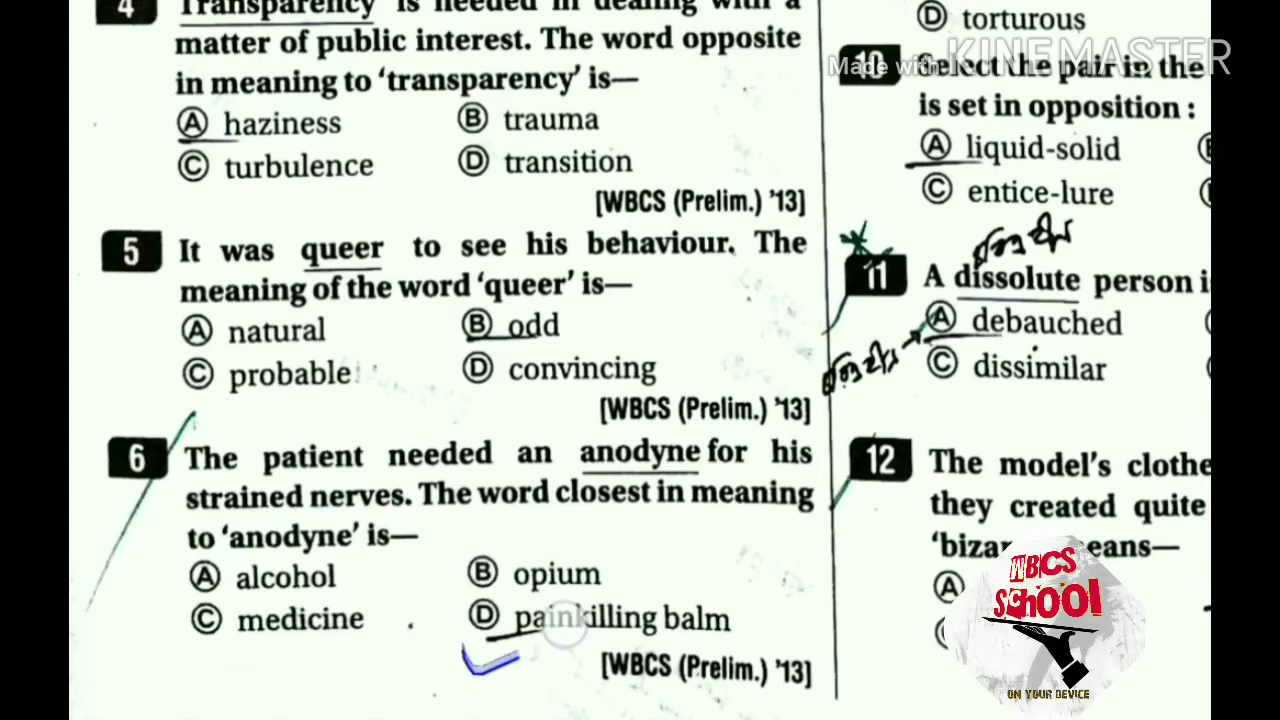 4 Transparency is needed in dealing with a
matter of public interest. The word opposite
in meaning to ‘transparency’ is—
Ⓐ haziness Ⓑ trauma
Ⓒ turbulence Ⓓ transition
[WBCS (Prelim.) ’13]
5 It was queer to see his behaviour. The
meaning of the word ‘queer’ is—
Ⓐ natural Ⓑ odd
Ⓒ probable Ⓓ convincing
[WBCS (Prelim.) ’13]
6 The patient needed an anodyne for his
strained nerves. The word closest in meaning
to ‘anodyne’ is—
Ⓐ alcohol Ⓑ opium
Ⓒ medicine Ⓓ painkilling balm
[WBCS (Prelim.) ’13]
Ⓓ torturous
Made with KINEMASTER
10 Select the pair in the
is set in opposition :
Ⓐ liquid-solid
Ⓒ entice-lure
11 A dissolute person
Ⓐ debauched
Ⓒ dissimilar
12 The model’s clothe
they created quite
means—
Ⓐ
WBCS
SCHOOL
ON YOUR DEVICE